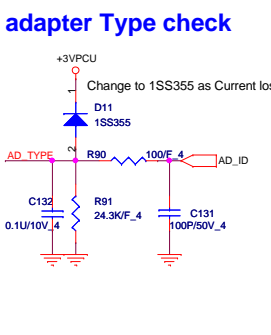 adapter Type check
+3VPCU
Change to 1SS355 as Current los
1
D11
1SS355
2
AD_TYPE
R90
100/F_4
AD_ID
C132
0.1U/10V_4
R91
24.3K/F_4
C131
100P/50V_4